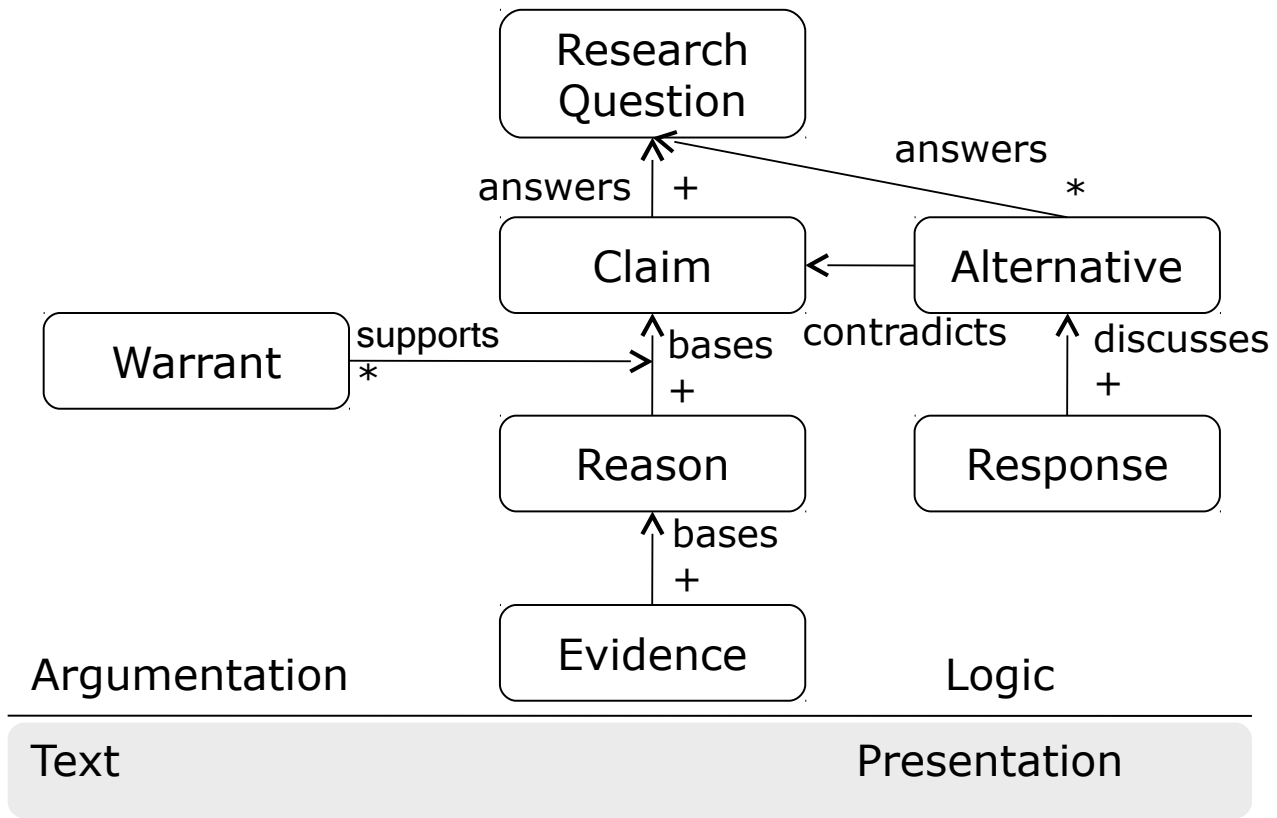 Research
Question
answers
answers
+
*
Claim
Alternative
Warrant
supports
*
bases
+
contradicts
discusses
+
Reason
Response
bases
+
Evidence
Argumentation
Logic
Text
Presentation